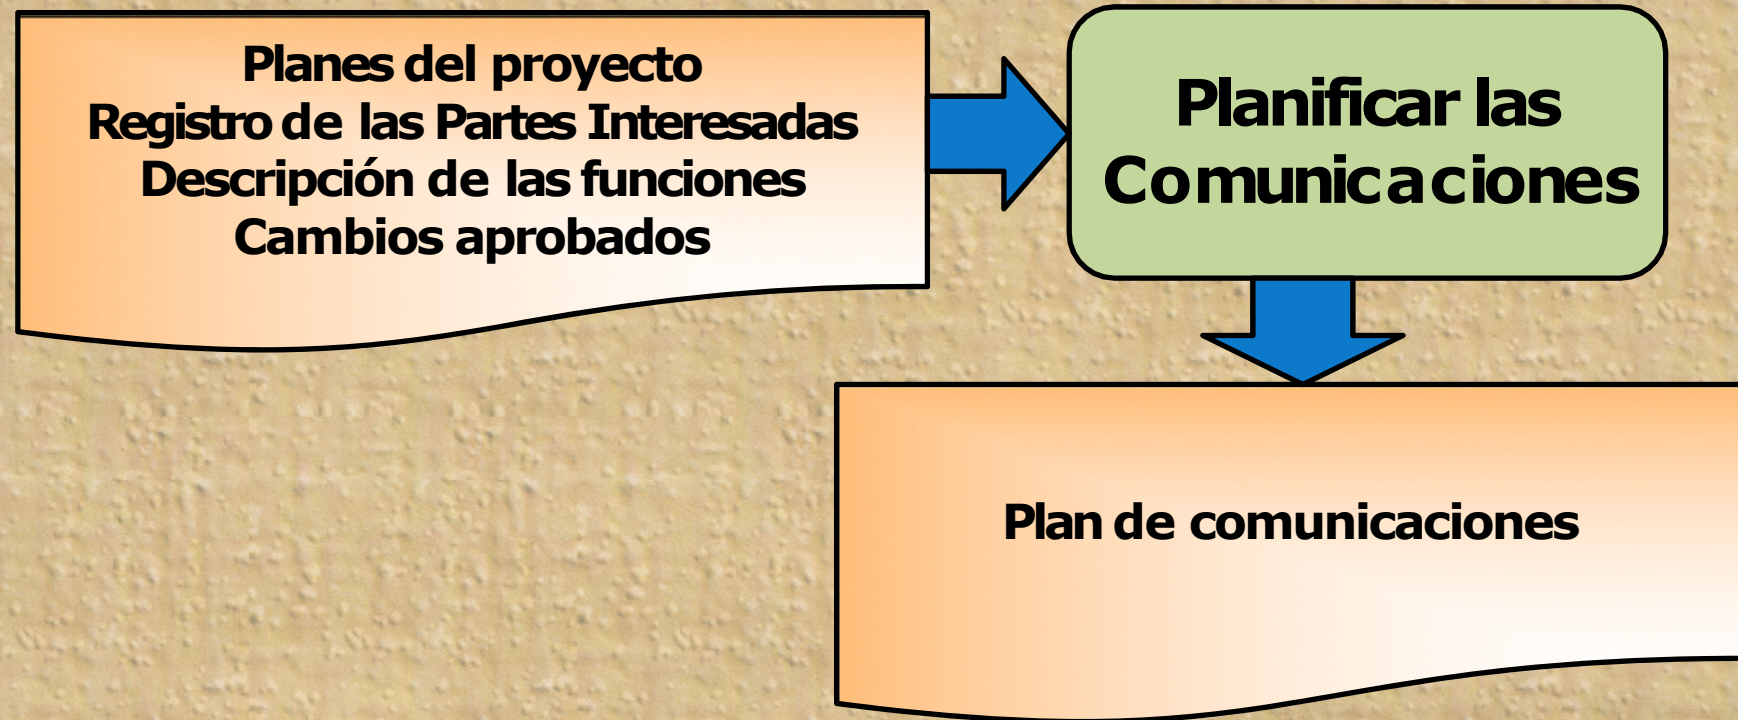 Planes del proyecto
Registro de las Partes Interesadas
Descripción de las funciones
Cambios aprobados
Planificar las
Comunicaciones
Plan de comunicaciones